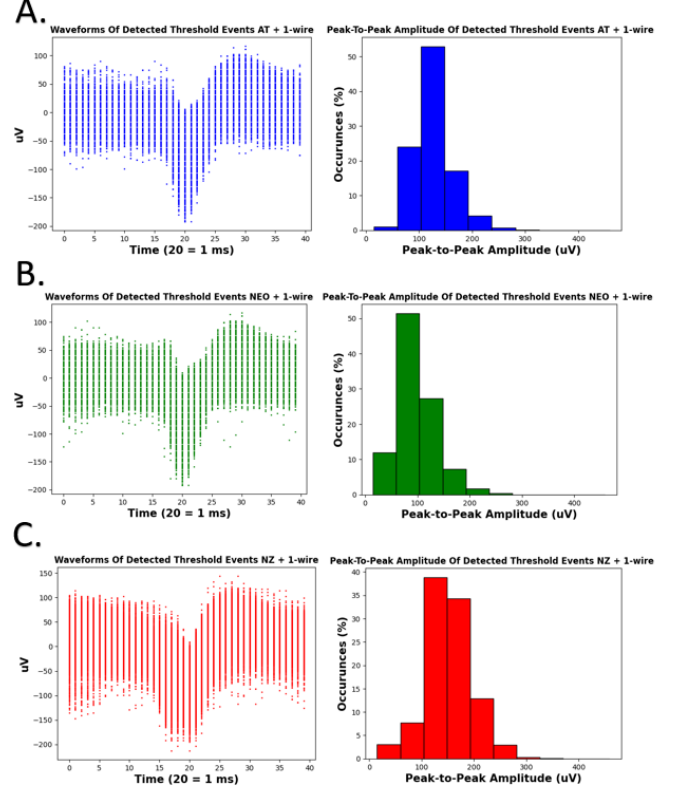 A.
Waveforms Of Detected Threshold Events AT + 1-wire
100
50
0
−50
−100
−150
−200
uV
0 5 10 15 20 25 30 35 40
Time (20 = 1 ms)
Peak-To-Peak Amplitude Of Detected Threshold Events AT + 1-wire
50
40
30
20
10
0
Occurunces (%)
0 100 200 300 400
Peak-to-Peak Amplitude (uV)
B.
Waveforms Of Detected Threshold Events NEO + 1-wire
100
50
0
−50
−100
−150
−200
uV
0 5 10 15 20 25 30 35 40
Time (20 = 1 ms)
Peak-To-Peak Amplitude Of Detected Threshold Events NEO + 1-wire
50
40
30
20
10
0
Occurunces (%)
0 100 200 300 400
Peak-to-Peak Amplitude (uV)
C.
Waveforms Of Detected Threshold Events NZ + 1-wire
150
100
50
0
−50
−100
−150
−200
uV
0 5 10 15 20 25 30 35 40
Time (20 = 1 ms)
Peak-To-Peak Amplitude Of Detected Threshold Events NZ + 1-wire
40
35
30
25
20
15
10
5
0
Occurunces (%)
0 100 200 300 400
Peak-to-Peak Amplitude (uV)